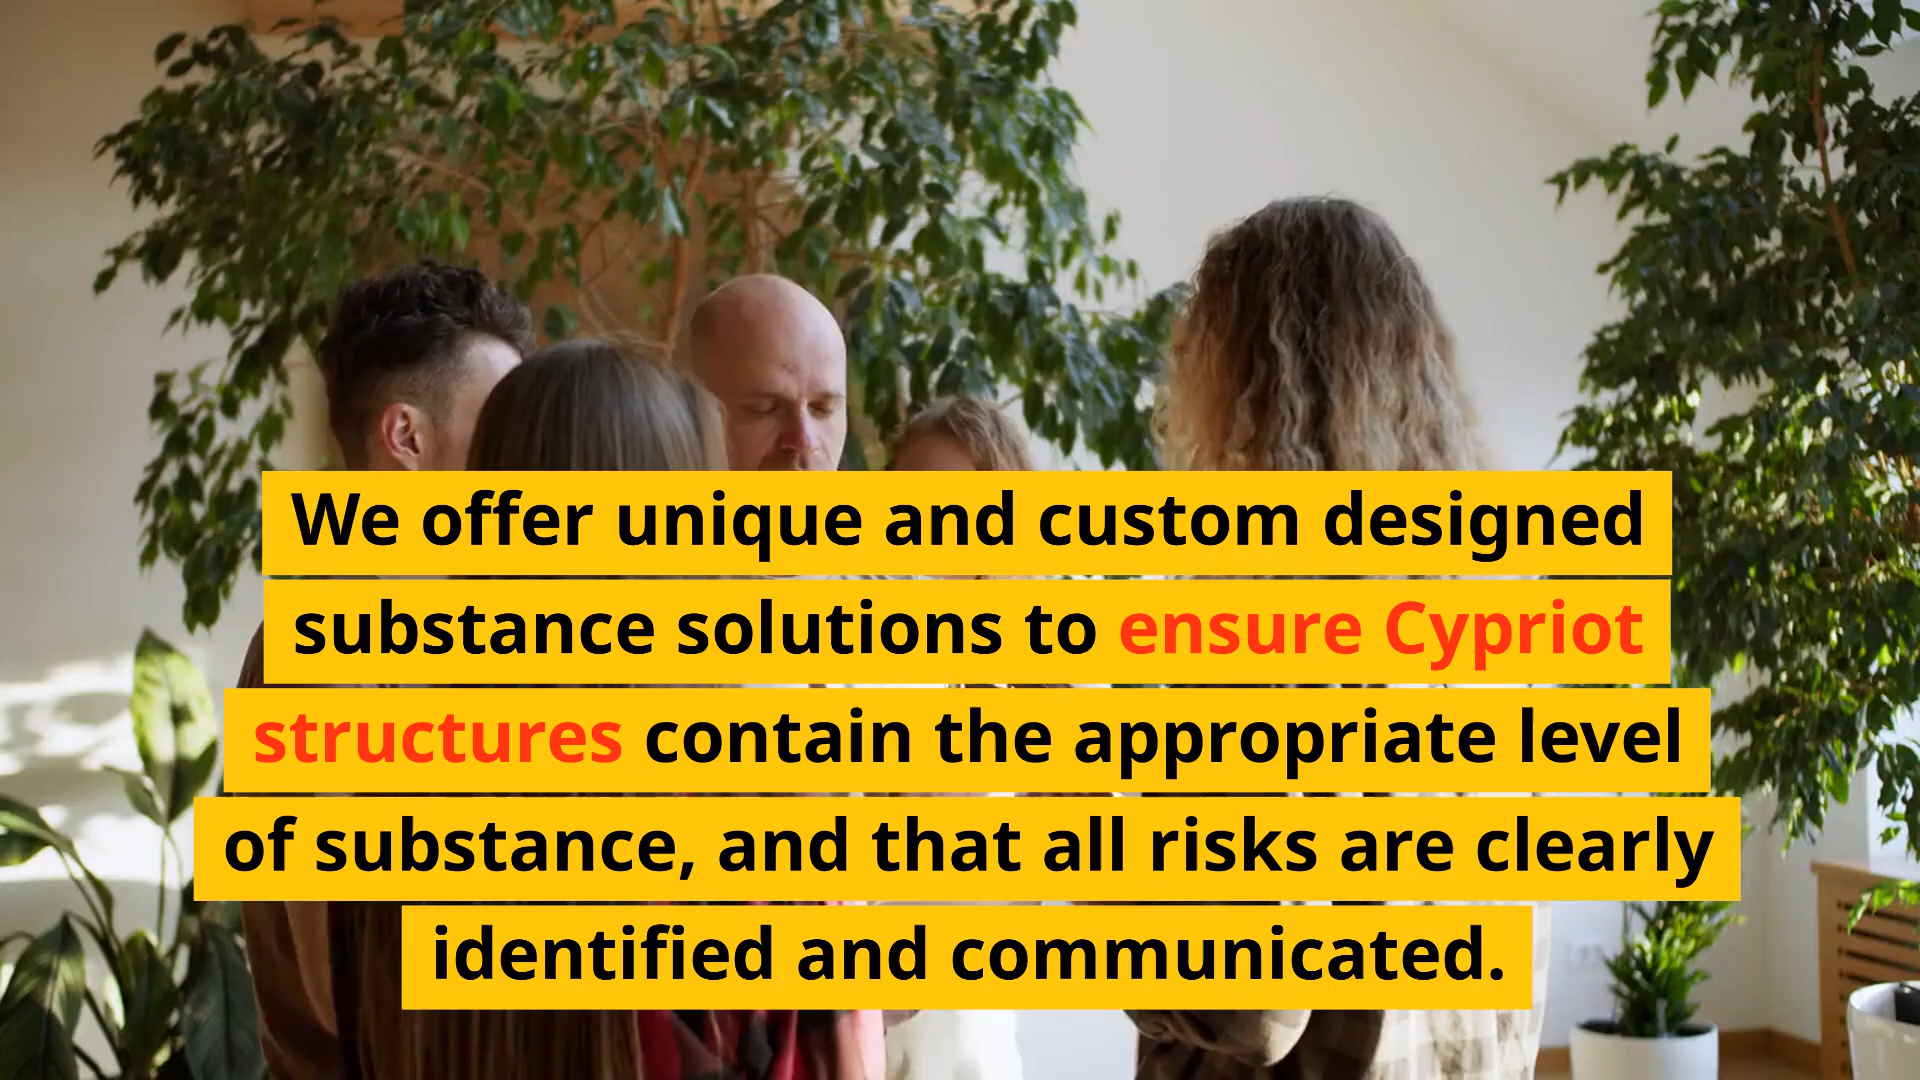 We offer unique and custom designed
substance solutions to ensure Cypriot
structures contain the appropriate level
of substance, and that all risks are clearly
identified and communicated.